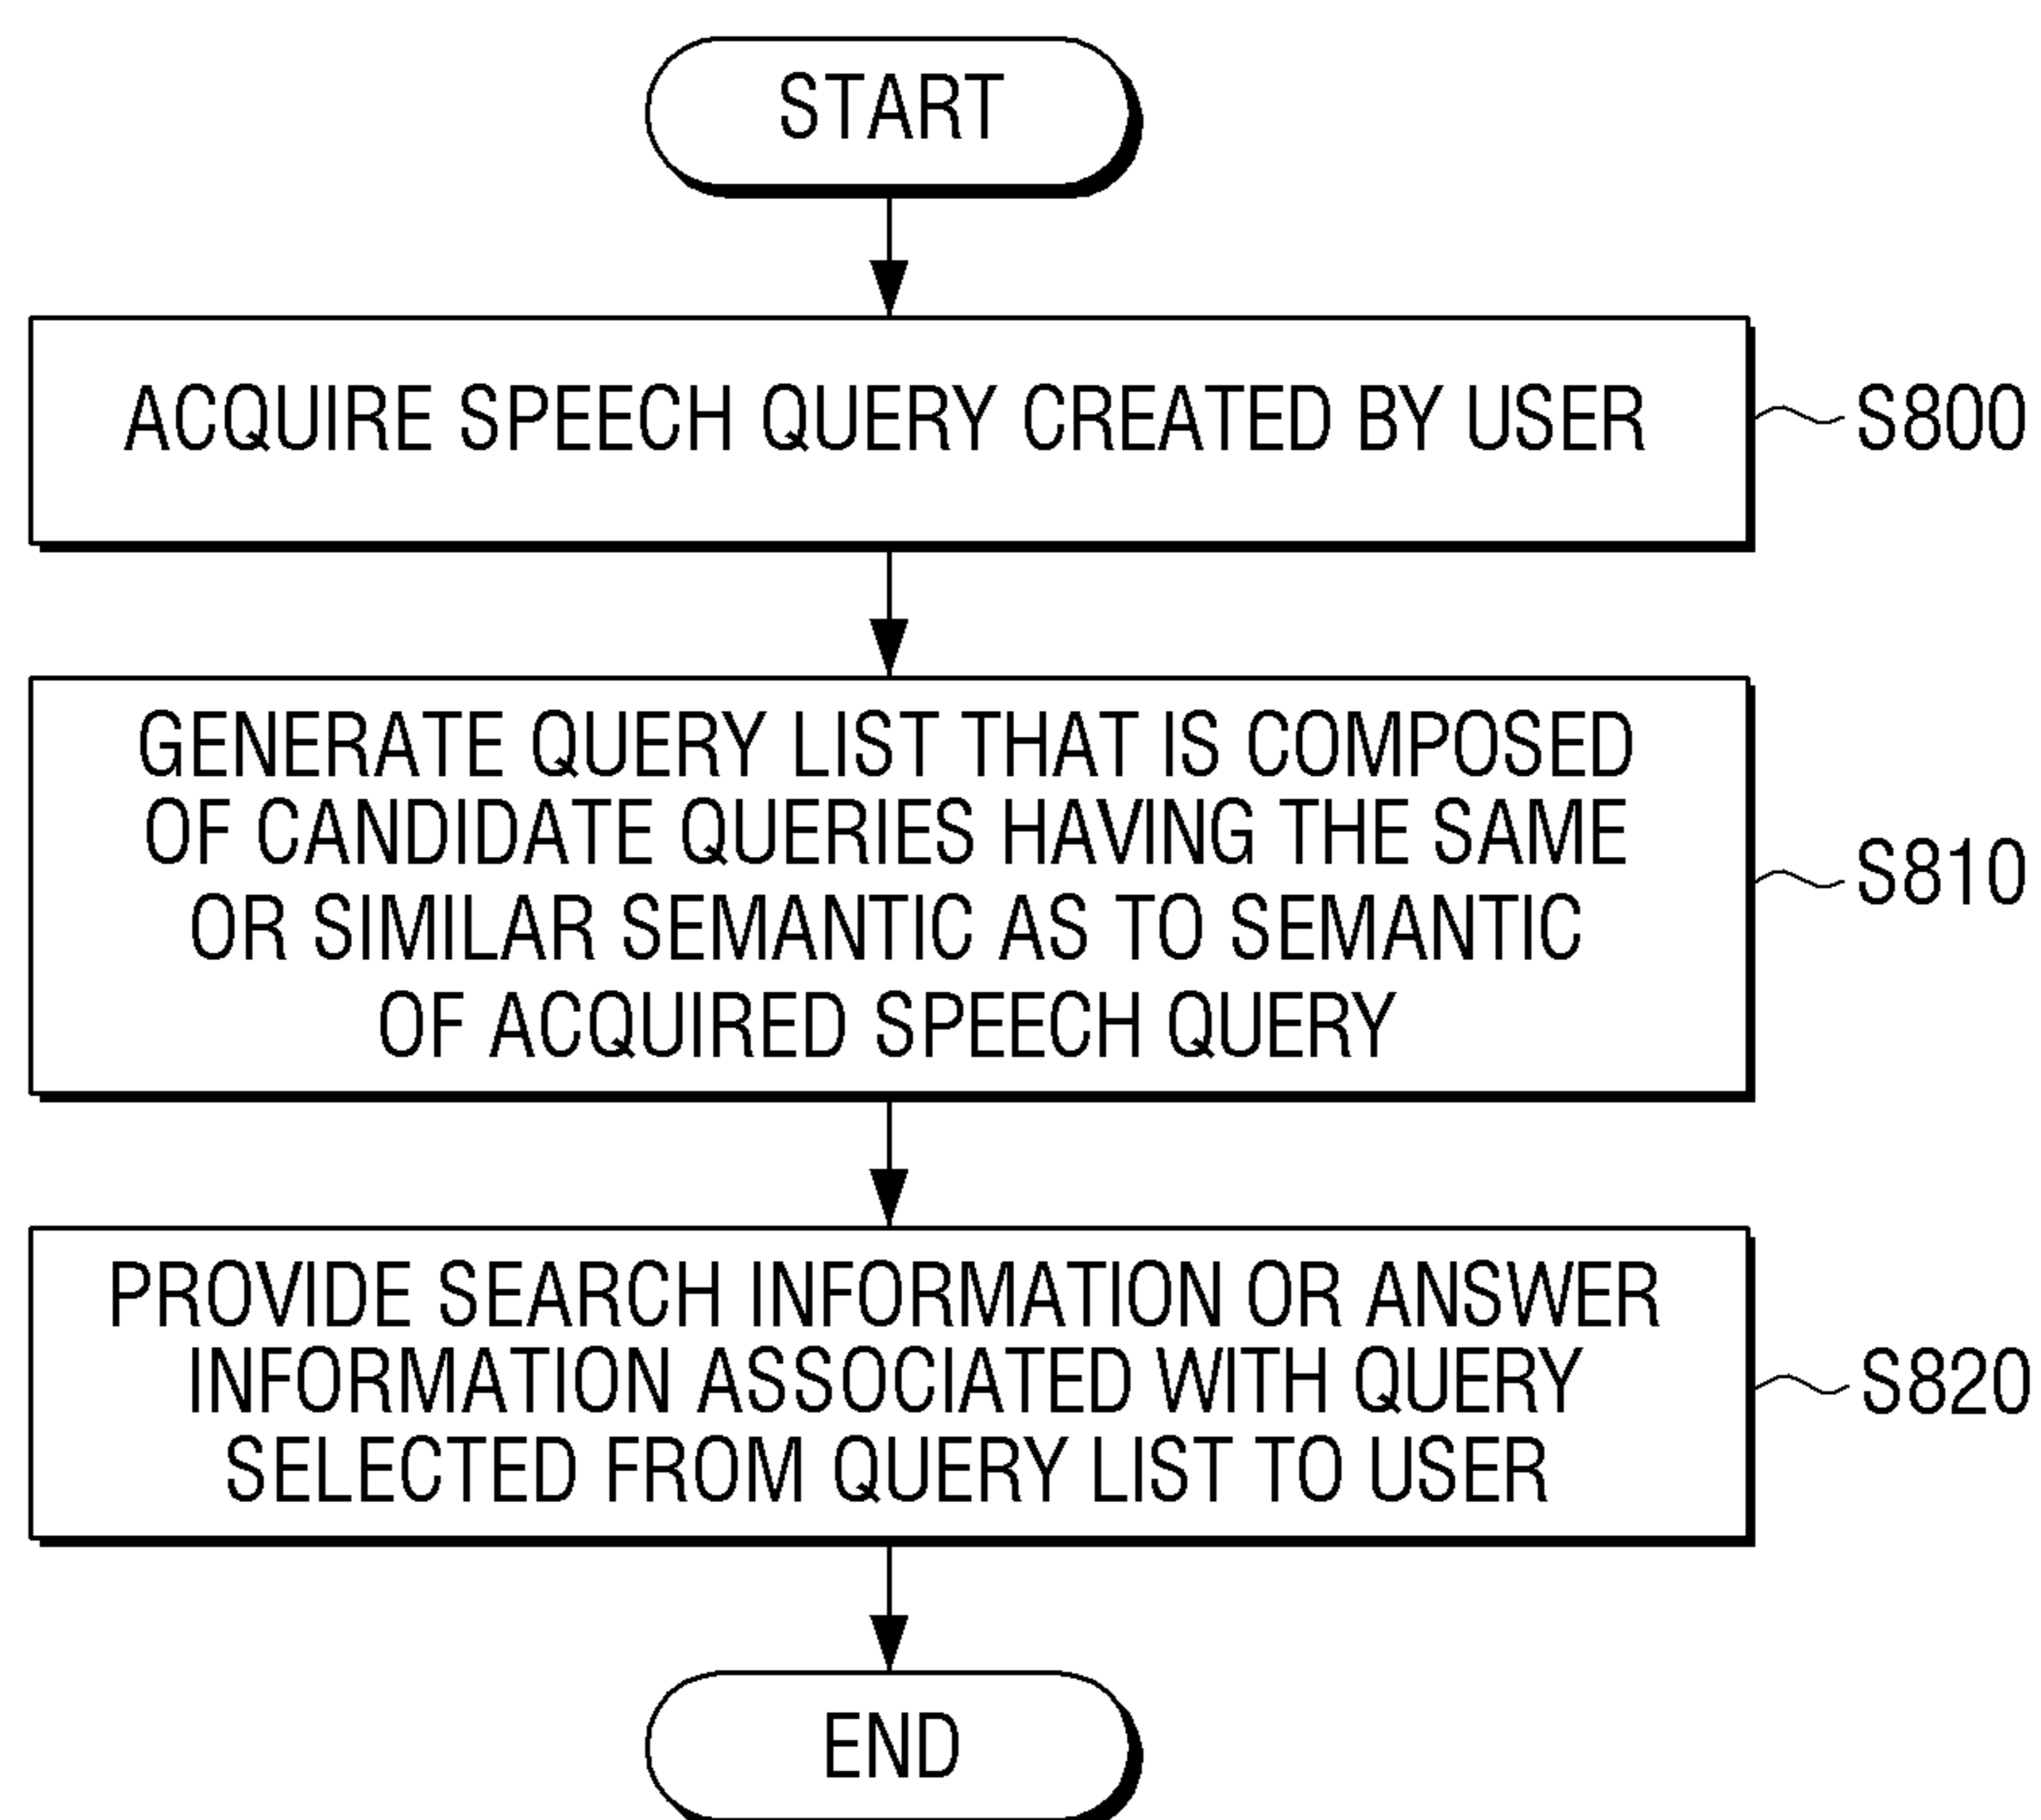 START
ACQUIRE SPEECH QUERY CREATED BY USER
S800
GENERATE QUERY LIST THAT IS COMPOSED
OF CANDIDATE QUERIES HAVING THE SAME
OR SIMILAR SEMANTIC AS TO SEMANTIC
OF ACQUIRED SPEECH QUERY
S810
PROVIDE SEARCH INFORMATION OR ANSWER
INFORMATION ASSOCIATED WITH QUERY
SELECTED FROM QUERY LIST TO USER
S820
END